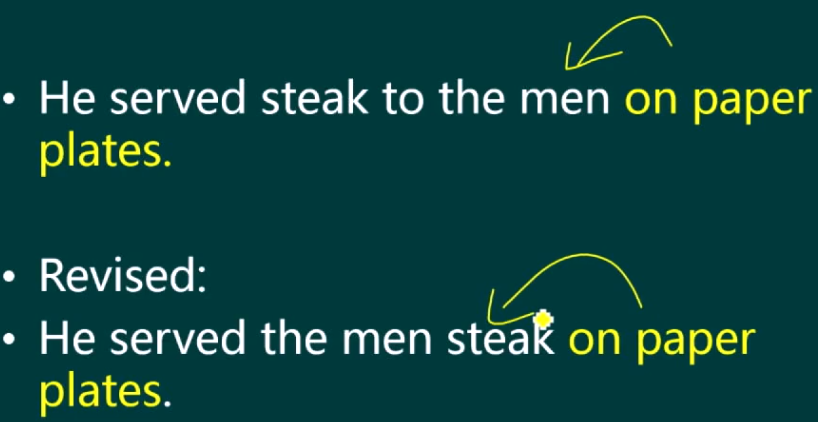 • He served steak to the men on paper
plates.
• Revised:
• He served the men steak on paper
plates.